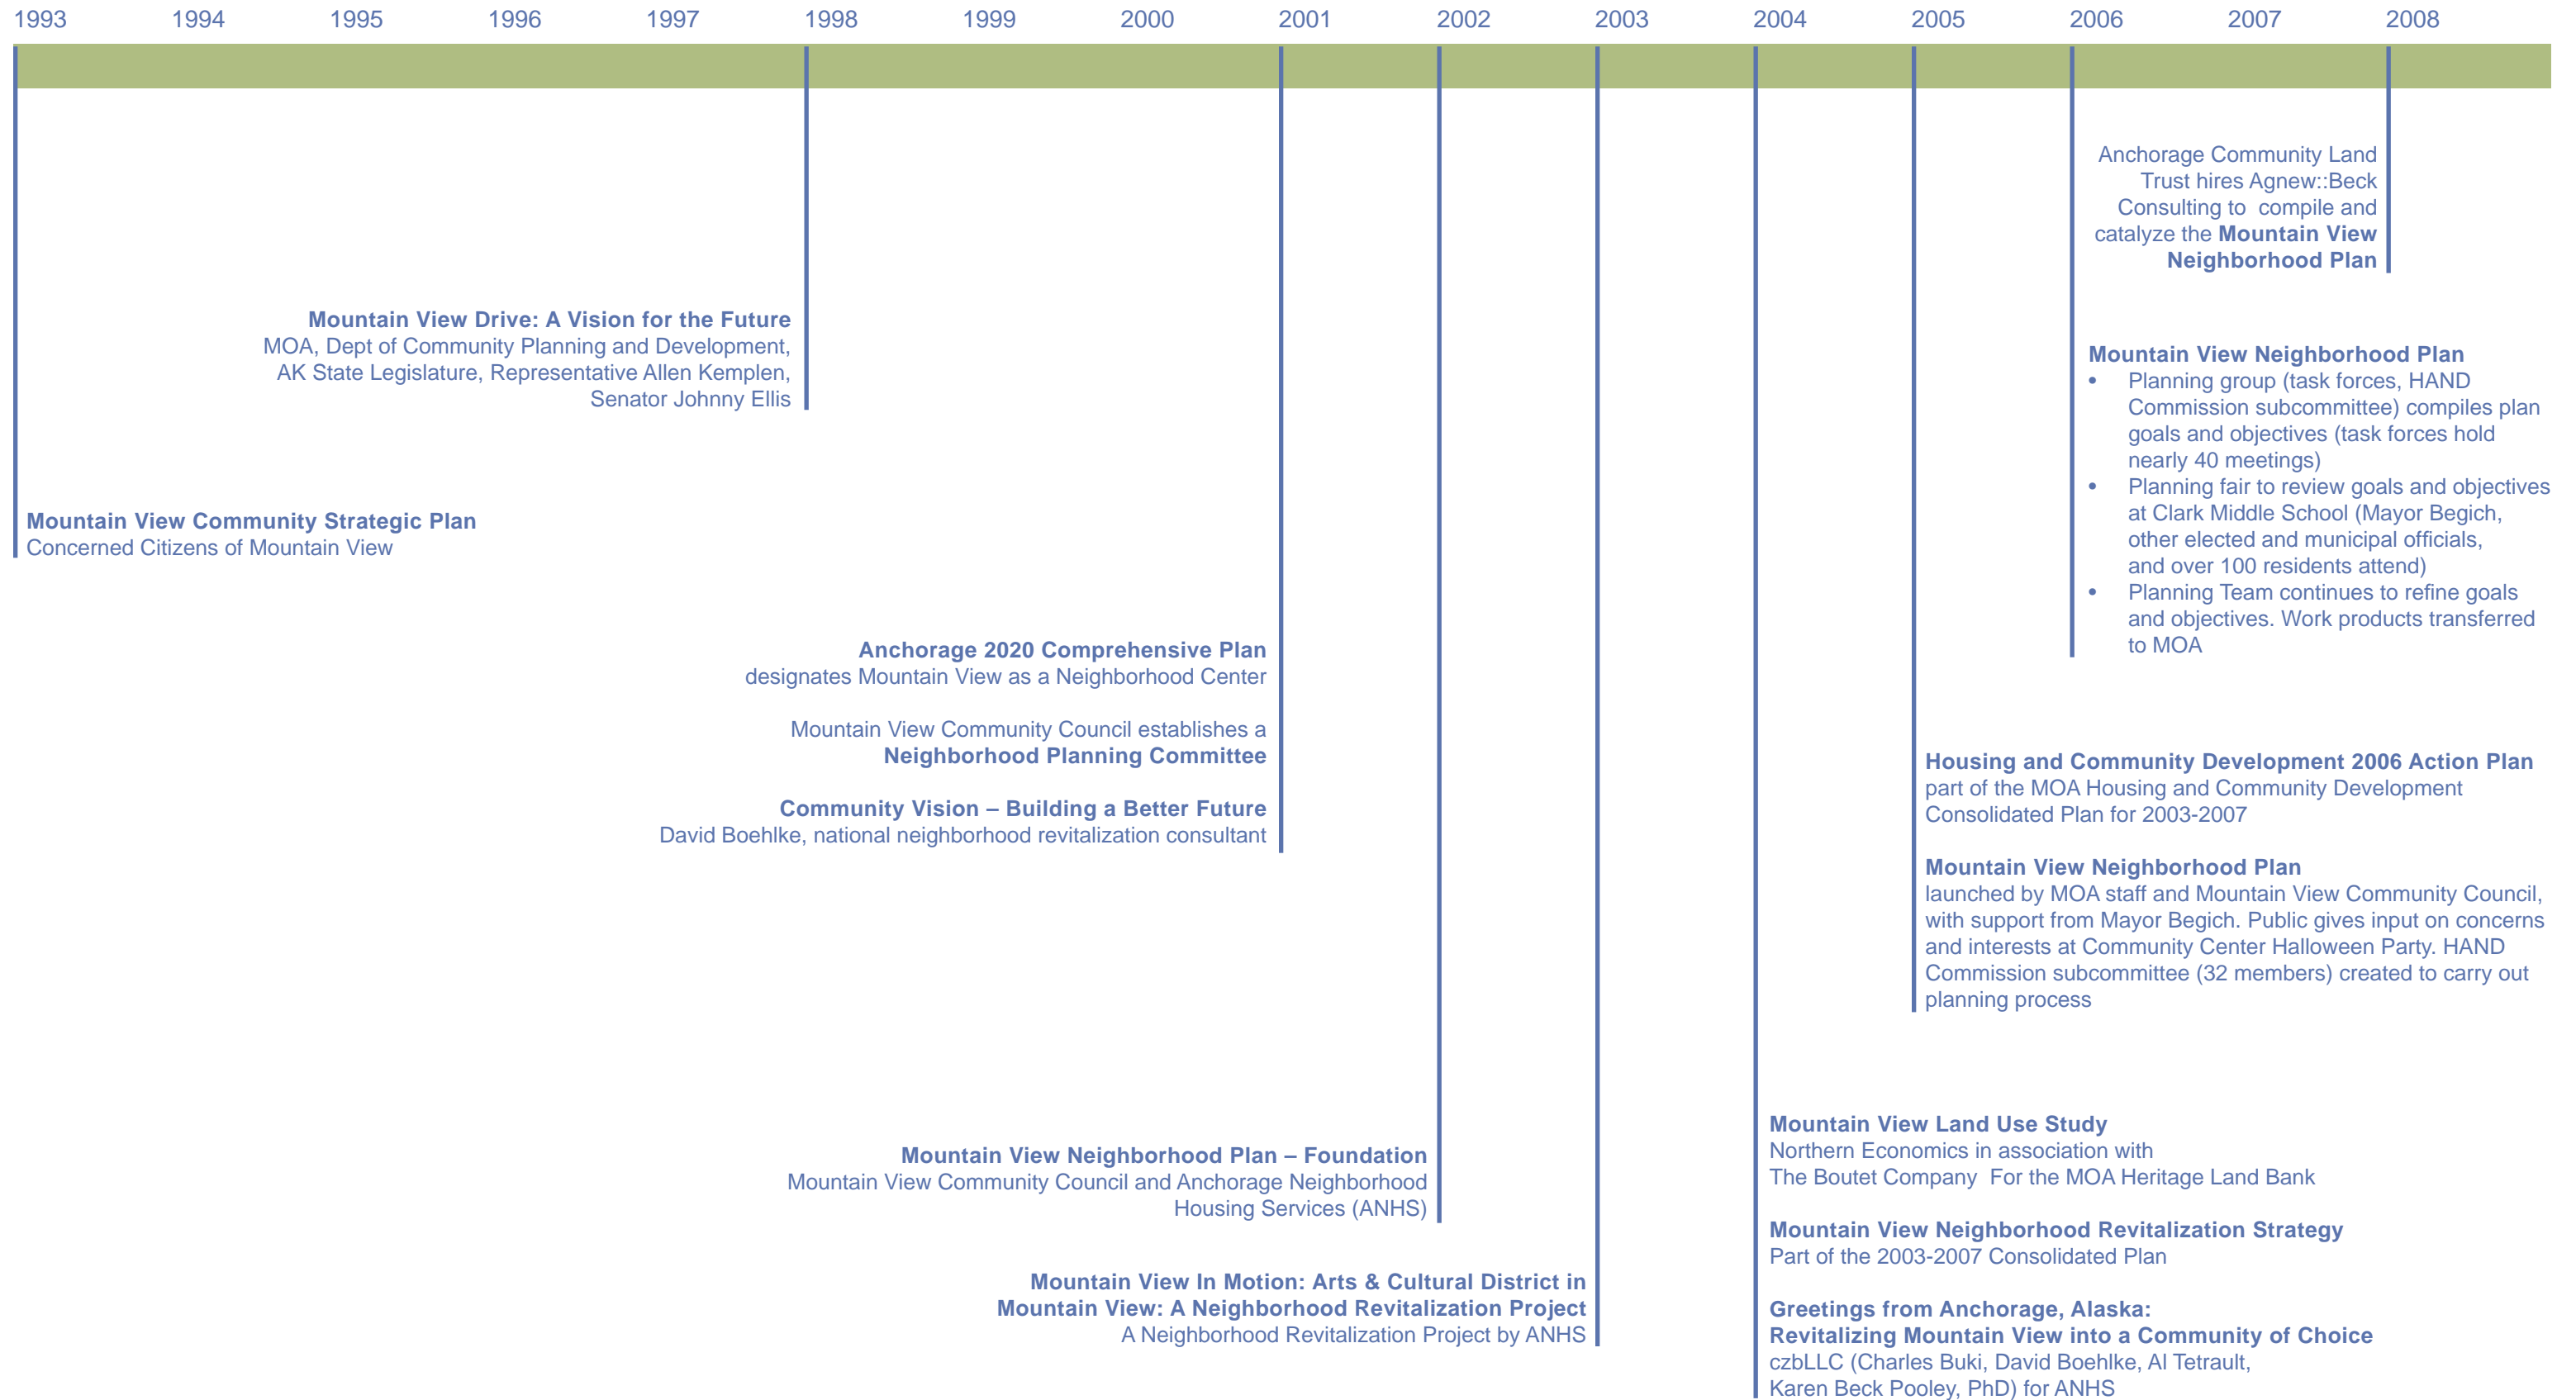 1993 1994 1995 1996 1997 1998 1999 2000 2001 2002 2003 2004 2005 2006 2007 2008
Mountain View Community Strategic Plan
Concerned Citizens of Mountain View
Mountain View Drive: A Vision for the Future
MOA, Dept of Community Planning and Development,
AK State Legislature, Representative Allen Kemplen,
Senator Johnny Ellis
Anchorage 2020 Comprehensive Plan
designates Mountain View as a Neighborhood Center
Mountain View Community Council establishes a
Neighborhood Planning Committee
Community Vision – Building a Better Future
David Boehlke, national neighborhood revitalization consultant
Mountain View Neighborhood Plan – Foundation
Mountain View Community Council and Anchorage Neighborhood
Housing Services (ANHS)
Mountain View In Motion: Arts & Cultural District in
Mountain View: A Neighborhood Revitalization Project
A Neighborhood Revitalization Project by ANHS
Mountain View Land Use Study
Northern Economics in association with
The Boutet Company  For the MOA Heritage Land Bank
Mountain View Neighborhood Revitalization Strategy
Part of the 2003-2007 Consolidated Plan
Greetings from Anchorage, Alaska:
Revitalizing Mountain View into a Community of Choice
czbLLC (Charles Buki, David Boehlke, Al Tetrault,
Karen Beck Pooley, PhD) for ANHS
Housing and Community Development 2006 Action Plan
part of the MOA Housing and Community Development
Consolidated Plan for 2003-2007
Mountain View Neighborhood Plan
launched by MOA staff and Mountain View Community Council,
with support from Mayor Begich. Public gives input on concerns
and interests at Community Center Halloween Party. HAND
Commission subcommittee (32 members) created to carry out
planning process
Mountain View Neighborhood Plan
• Planning group (task forces, HAND
Commission subcommittee) compiles plan
goals and objectives (task forces hold
nearly 40 meetings)
• Planning fair to review goals and objectives
at Clark Middle School (Mayor Begich,
other elected and municipal officials,
and over 100 residents attend)
• Planning Team continues to refine goals
and objectives. Work products transferred
to MOA
Anchorage Community Land
Trust hires Agnew::Beck
Consulting to  compile and
catalyze the Mountain View
Neighborhood Plan